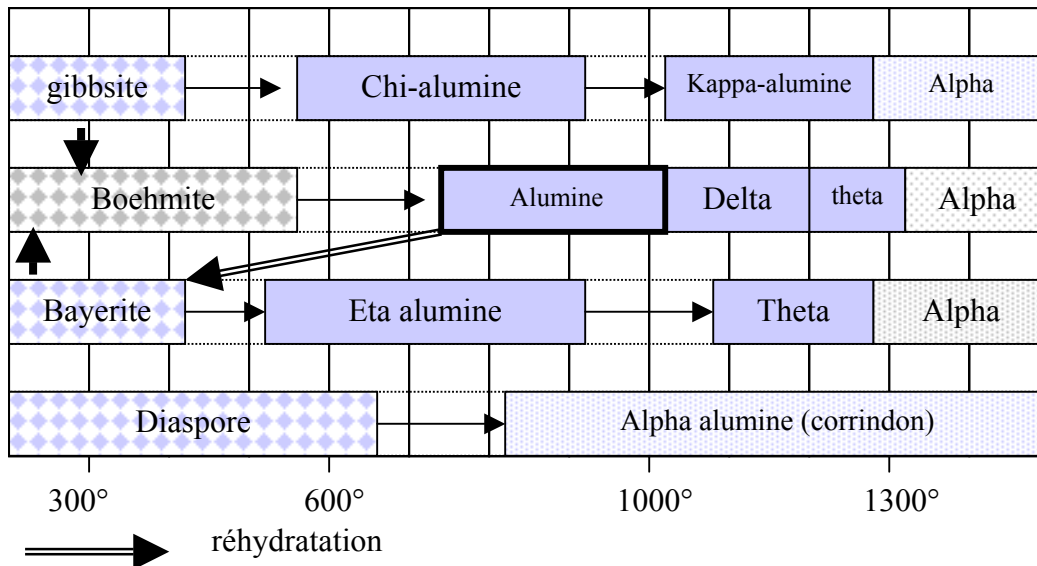 gibbsite Chi-alumine Kappa-alumine Alpha
Boehmite Alumine Delta theta Alpha
Bayerite Eta alumine Theta Alpha
Diaspore Alpha alumine (corrindon)
300° 600° 1000° 1300°
réhydratation